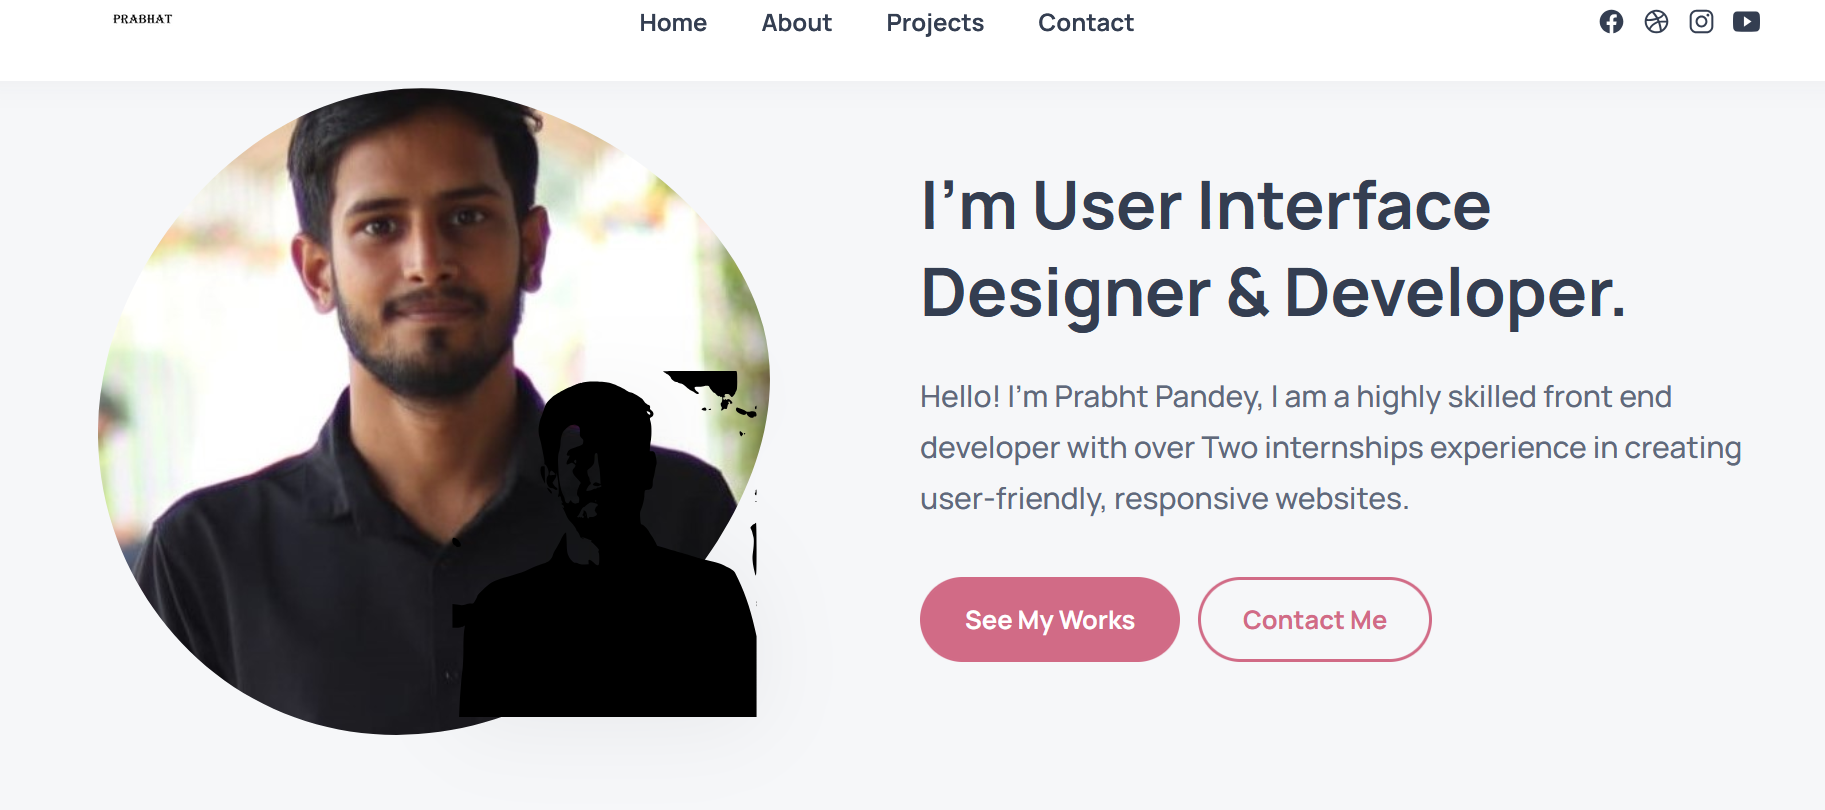 PRABHAT
Home About Projects Contact
I’m User Interface
Designer & Developer.
Hello! I’m Prabht Pandey, I am a highly skilled front end
developer with over Two internships experience in creating
user-friendly, responsive websites.
See My Works Contact Me